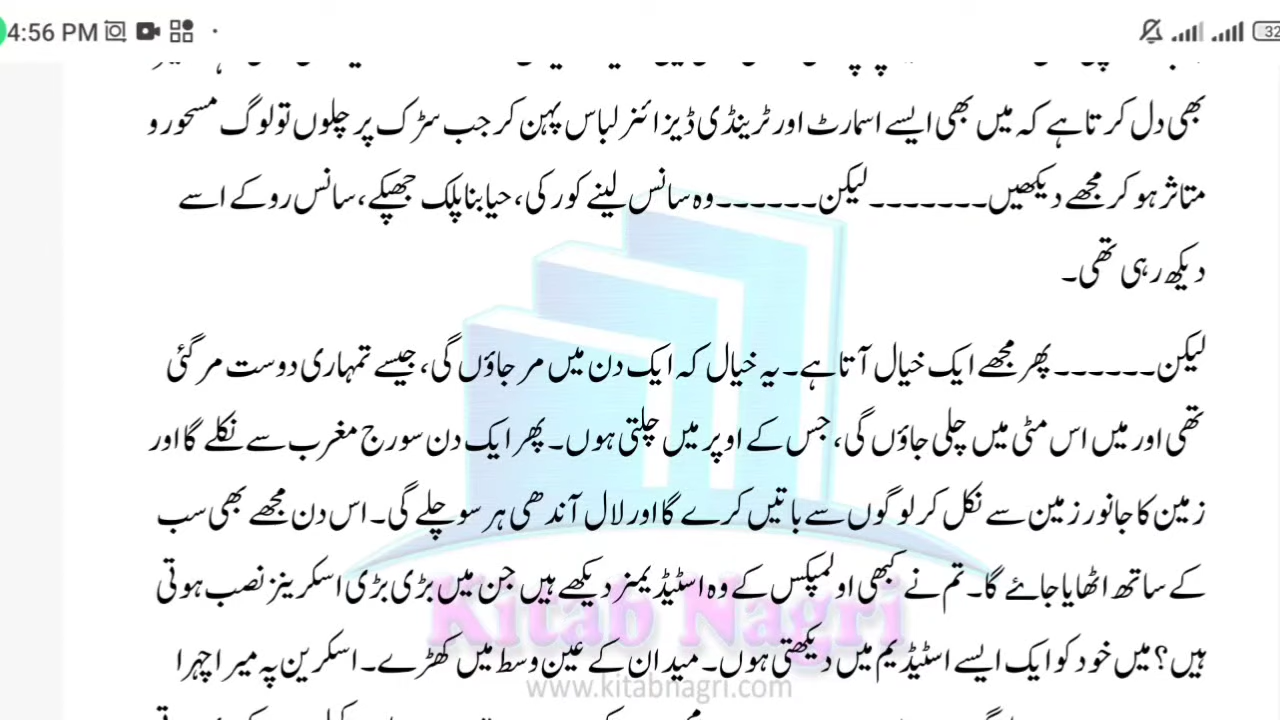 4:56 PM
32
بھی دل کرتا ہے کہ میں بھی ایسے اسمارٹ اور ٹرینڈی ڈیزائنر لباس پہن کر جب سڑک پر چلوں تو لوگ مسحور و
متاثر ہو کر مجھے دیکھیں۔۔۔۔۔۔۔لیکن۔۔۔۔۔۔وہ سانس لینے کو رکی، حیا بنا پلک جھپکے، سانس روکے اسے
دیکھ رہی تھی۔
لیکن۔۔۔۔۔۔پھر مجھے ایک خیال آتا ہے۔ یہ خیال کہ ایک دن میں مر جاؤں گی، جیسے تمہاری دوست مر گئی
تھی اور میں اس مٹی میں چلی جاؤں گی، جس کے اوپر میں چلتی ہوں۔ پھر ایک دن سورج مغرب سے نکلے گا اور
زمین کا جانور زمین سے نکل کر لوگوں سے باتیں کرے گا اور لال آندھی ہر سو چلے گی۔ اس دن مجھے بھی سب
کے ساتھ اٹھایا جائے گا۔ تم نے کبھی اولمپکس کے وہ اسٹیڈیمز دیکھے ہیں جن میں بڑی بڑی اسکرینز نصب ہوتی
ہیں؟ میں خود کو ایک ایسے اسٹیڈیم میں دیکھتی ہوں۔ میدان کے عین وسط میں کھڑے۔ اسکرین پہ میرا چہرا
Kitab Nagri
www.kitabnagri.com